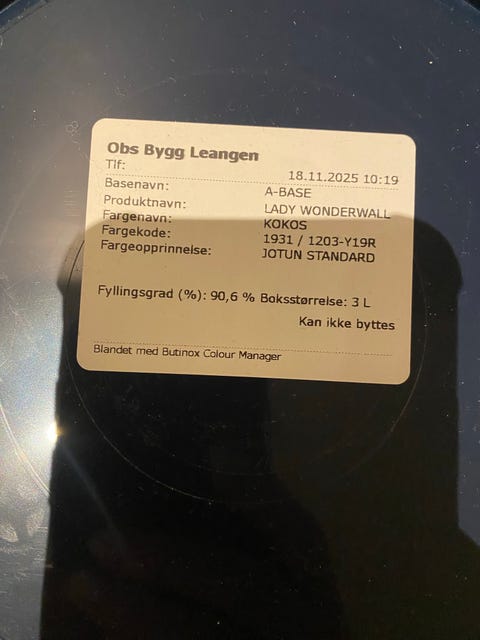 Obs Bygg Leangen
Tlf:
18.11.2025 10:19
Basenavn: A-BASE
Produktnavn: LADY WONDERWALL
Fargenavn: KOKOS
Fargekode: 1931 / 1203-Y19R
Fargeopprinnelse: JOTUN STANDARD
Fyllingsgrad (%): 90,6 % Boksstørrelse: 3 L
Kan ikke byttes
Blandet med Butinox Colour Manager